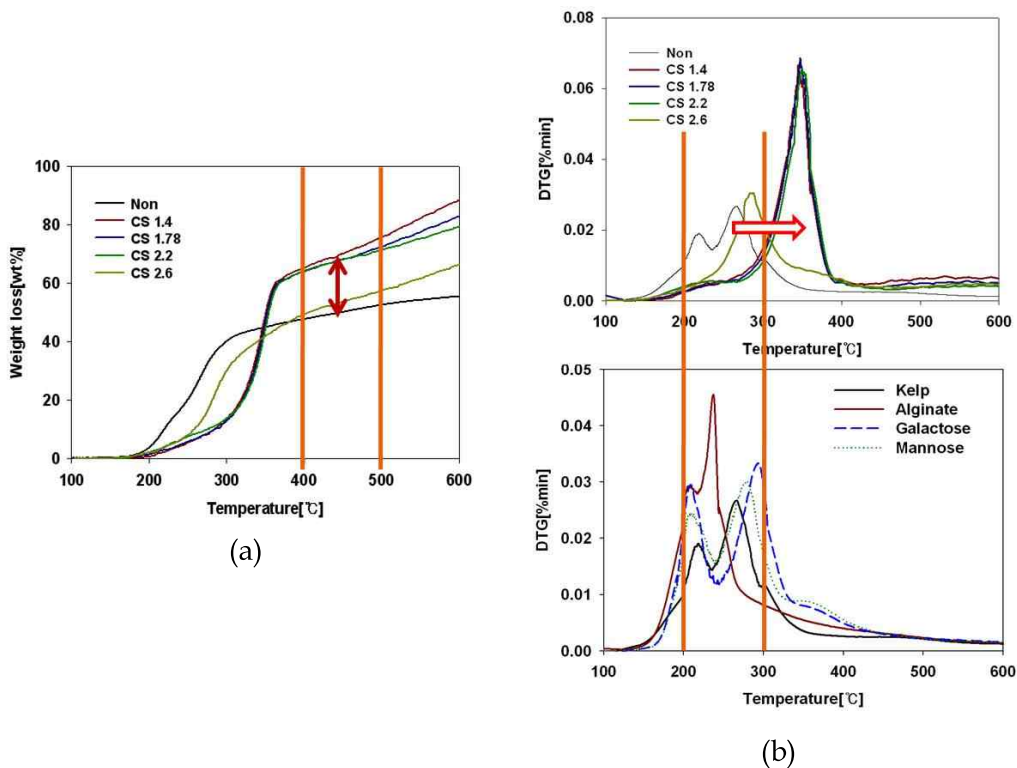 100
80
60
40
20
0
Weight loss[wt%]
Non
CS 1.4
CS 1.78
CS 2.2
CS 2.6
100 200 300 400 500 600
Temperature[℃]
(a)
0.08
0.06
0.04
0.02
0.00
DTG[%min]
Non
CS 1.4
CS 1.78
CS 2.2
CS 2.6
100 200 300 400 500 600
Temperature[℃]
0.05
0.04
0.03
0.02
0.01
0.00
DTG[%min]
Kelp
Alginate
Galactose
Mannose
100 200 300 400 500 600
Temperature[℃]
(b)